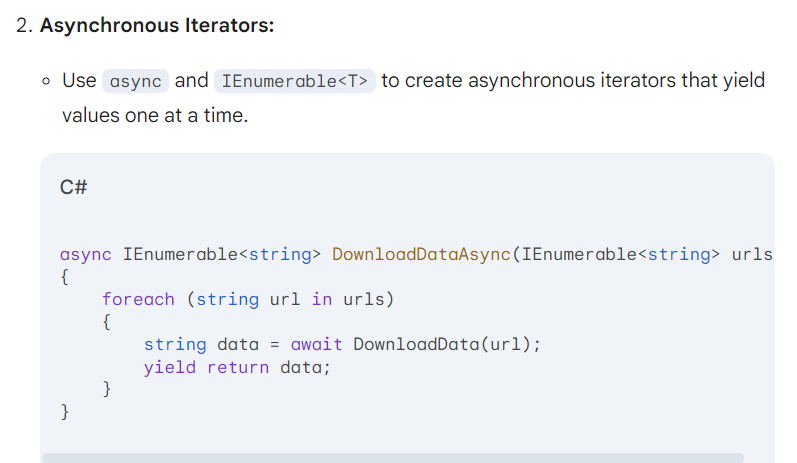 2. Asynchronous Iterators:
Use async and IEnumerable<T> to create asynchronous iterators that yield
values one at a time.
C#
async IEnumerable<string> DownloadDataAsync(IEnumerable<string> urls
{
foreach (string url in urls)
{
string data = await DownloadData(url);
yield return data;
}
}